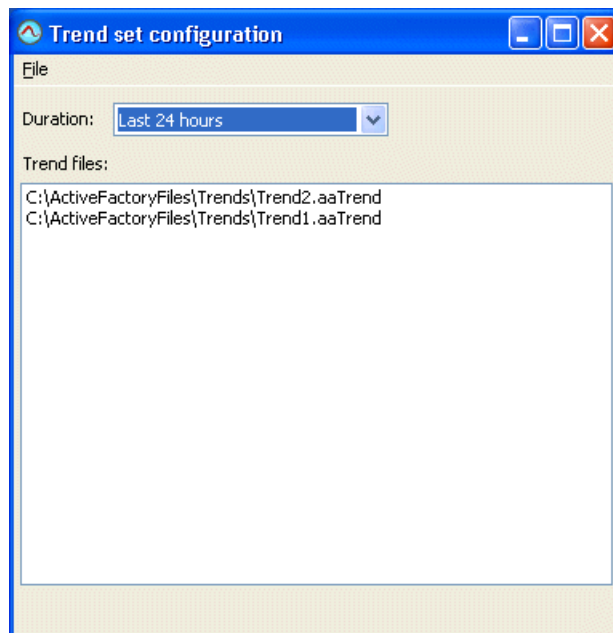 Trend set configuration
File
Duration: Last 24 hours
Trend files:
C:\ActiveFactoryFiles\Trends\Trend2.aaTrend
C:\ActiveFactoryFiles\Trends\Trend1.aaTrend